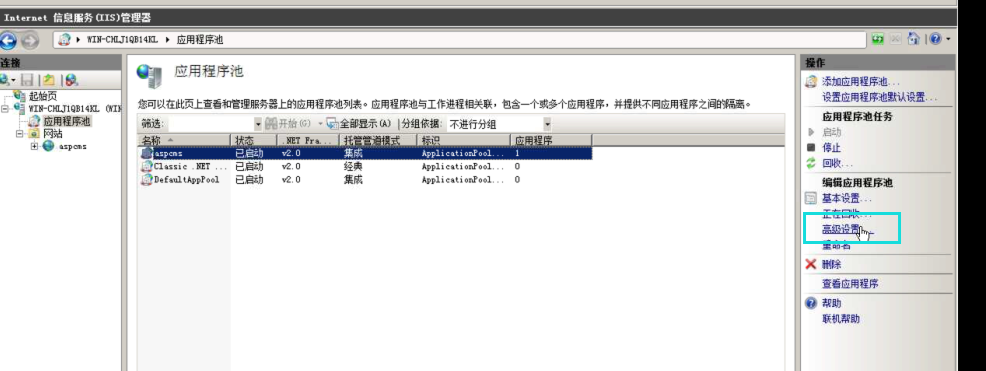 Internet 信息服务(IIS)管理器
WIN-CHLJ1QB14KL ▸ 应用程序池
连接
起始页
WIN-CHLJ1QB14KL (WIN
应用程序池
网站
aspcms
应用程序池
您可以在此页上查看和管理服务器上的应用程序池列表。应用程序池与工作进程相关联，包含一个或多个应用程序，并提供不同应用程序之间的隔离。
筛选: 开始(G) 全部显示(A) 分组依据: 不进行分组
名称 状态 .NET Fra... 托管管道模式 标识 应用程序
aspcms 已启动 v2.0 集成 ApplicationPool... 1
Classic .NET ... 已启动 v2.0 经典 ApplicationPool... 0
DefaultAppPool 已启动 v2.0 集成 ApplicationPool... 0
操作
添加应用程序池...
设置应用程序池默认设置...
应用程序池任务
启动
停止
回收...
编辑应用程序池
基本设置...
正在回收...
高级设置...
重命名
删除
查看应用程序
帮助
联机帮助